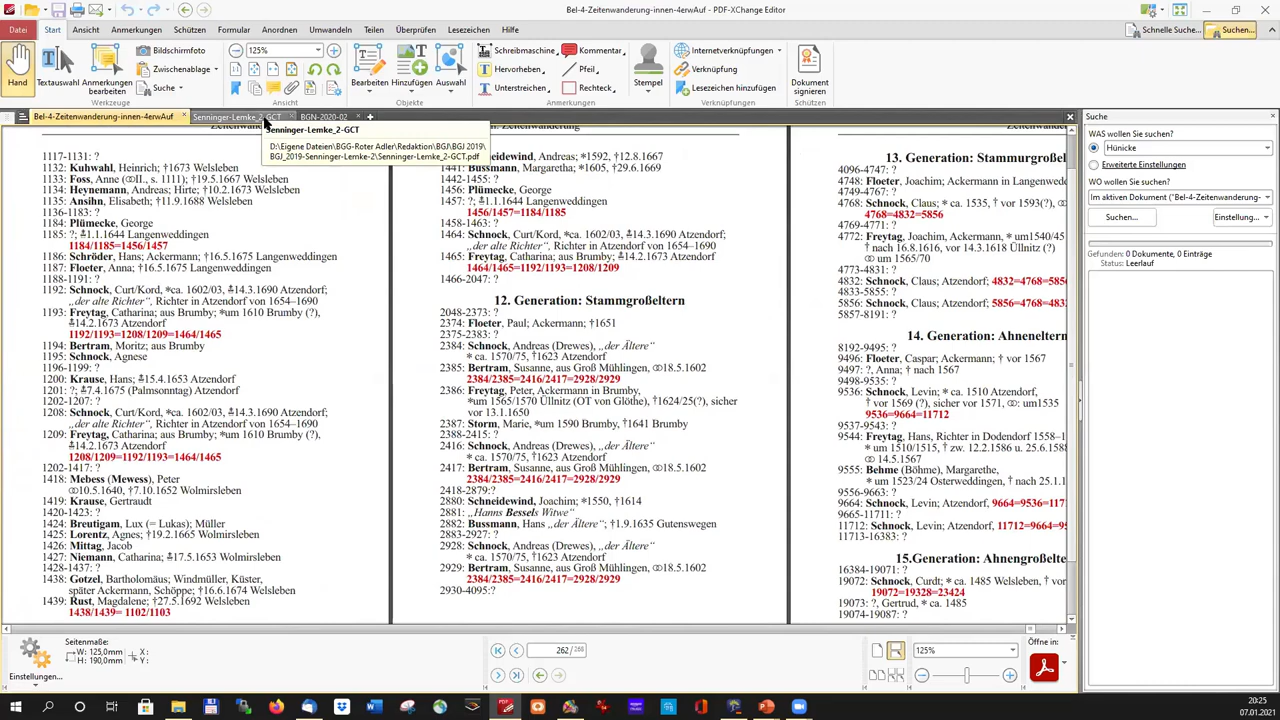 Bel-4-Zeitenwanderung-innen-4erwAuf - PDF-XChange Editor
Datei
Start
Ansicht
Anmerkungen
Schützen
Formular
Anordnen
Umwandeln
Teilen
Überprüfen
Lesezeichen
Hilfe
Schnelle Suche...
Suchen...
Hand
Textauswahl
Anmerkungen bearbeiten
Bildschirmfoto
Zwischenablage
Suche
Werkzeuge
125%
Ansicht
Bearbeiten
Hinzufügen
Auswahl
Objekte
Schreibmaschine
Hervorheben
Unterstreichen
Kommentar
Pfeil
Rechteck
Stempel
Anmerkungen
Internetverknüpfungen
Verknüpfung
Lesezeichen hinzufügen
Verknüpfungen
Dokument signieren
Schützen
Bel-4-Zeitenwanderung-innen-4erwAuf
Senninger-Lemke_2-GCT
BGN-2020-02
Senninger-Lemke_2-GCT
D:\Eigene Dateien\BGG-Roter Adler\Redaktion\BGJ\BGJ 2019\
BGJ_2019-Senninger-Lemke-2\Senninger-Lemke_2-GCT.pdf
1117-1131: ?
1132: Kuhwahl, Heinrich; †1673 Welsleben
1133: Foss, Anne (⚭II., s. 1111); †9.6.1667 Welsleben
1134: Heynemann, Andreas; Hirte; †10.2.1673 Welsleben
1135: Ansihn, Elisabeth; †11.9.1688 Welsleben
1136-1183: ?
1184: Plümecke, George
1185: ?; ⚰1.1.1644 Langenweddingen
1184/1185=1456/1457
1186: Schröder, Hans; Ackermann; †16.5.1675 Langenweddingen
1187: Floeter, Anna; †16.5.1675 Langenweddingen
1188-1191: ?
1192: Schnock, Curt/Kord, *ca. 1602/03, ⚰14.3.1690 Atzendorf;
„der alte Richter“, Richter in Atzendorf von 1654–1690
1193: Freytag, Catharina; aus Brumby; *um 1610 Brumby (?),
⚰14.2.1673 Atzendorf
1192/1193=1208/1209=1464/1465
1194: Bertram, Moritz; aus Brumby
1195: Schnock, Agnese
1196-1199: ?
1200: Krause, Hans; ⚰15.4.1653 Atzendorf
1201: ?; ⚰7.4.1675 (Palmsonntag) Atzendorf
1202-1207: ?
1208: Schnock, Curt/Kord, *ca. 1602/03, ⚰14.3.1690 Atzendorf;
„der alte Richter“, Richter in Atzendorf von 1654–1690
1209: Freytag, Catharina; aus Brumby; *um 1610 Brumby (?),
⚰14.2.1673 Atzendorf
1208/1209=1192/1193=1464/1465
1202-1417: ?
1418: Mebess (Mewess), Peter
⚭10.5.1640, †7.10.1652 Wolmirsleben
1419: Krause, Gertraudt
1420-1423: ?
1424: Breutigam, Lux (= Lukas); Müller
1425: Lorentz, Agnes; †19.2.1665 Wolmirsleben
1426: Mittag, Jacob
1427: Niemann, Catharina; ⚰17.5.1653 Wolmirsleben
1428-1437: ?
1438: Gotzel, Bartholomäus; Windmüller, Küster,
später Ackermann, Schöppe; †16.6.1674 Welsleben
1439: Rust, Magdalene; †27.5.1692 Welsleben
1438/1439= 1102/1103
Schneidewind, Andreas; *1592, †12.8.1667
1441: Bussmann, Margaretha; *1605, †29.6.1669
1442-1455: ?
1456: Plümecke, George
1457: ?; ⚰1.1.1644 Langenweddingen
1456/1457=1184/1185
1458-1463: ?
1464: Schnock, Curt/Kord, *ca. 1602/03, ⚰14.3.1690 Atzendorf;
„der alte Richter“, Richter in Atzendorf von 1654–1690
1465: Freytag, Catharina; aus Brumby; ⚰14.2.1673 Atzendorf
1464/1465=1192/1193=1208/1209
1466-2047: ?
12. Generation: Stammgroßeltern
2048-2373: ?
2374: Floeter, Paul; Ackermann; †1651
2375-2383: ?
2384: Schnock, Andreas (Drewes), „der Ältere“
* ca. 1570/75, ⚰1623 Atzendorf
2385: Bertram, Susanne, aus Groß Mühlingen, ⚭18.5.1602
2384/2385=2416/2417=2928/2929
2386: Freytag, Peter, Ackermann in Brumby,
*um 1565/1570 Üllnitz (OT von Glöthe), †1624/25(?), sicher
vor 13.1.1650
2387: Storm, Marie, *um 1590 Brumby, †1641 Brumby
2388-2415: ?
2416: Schnock, Andreas (Drewes), „der Ältere“
* ca. 1570/75, ⚰1623 Atzendorf
2417: Bertram, Susanne, aus Groß Mühlingen, ⚭18.5.1602
2384/2385=2416/2417=2928/2929
2418-2879:?
2880: Schneidewind, Joachim; *1550, †1614
2881: „Hanns Bessels Witwe“
2882: Bussmann, Hans „der Ältere“; †1.9.1635 Gutenswegen
2883-2927: ?
2928: Schnock, Andreas (Drewes), „der Ältere“
* ca. 1570/75, ⚰1623 Atzendorf
2929: Bertram, Susanne, aus Groß Mühlingen, ⚭18.5.1602
2384/2385=2416/2417=2928/2929
2930-4095:?
13. Generation: Stammurgroßel
4096-4747: ?
4748: Floeter, Joachim; Ackermann in Langenwedd
4749-4767: ?
4768: Schnock, Claus; * ca. 1535, † vor 1593(?), ⚭
4768=4832=5856
4769-4771: ?
4772: Freytag, Joachim, Ackermann, * um1540/45
† nach 16.8.1616, vor 14.3.1618 Üllnitz (?)
⚭ um 1565/70
4773-4831: ?
4832: Schnock, Claus; Atzendorf; 4832=4768=5856
4833-5855: ?
5856: Schnock, Claus; Atzendorf; 5856=4768=4832
5857-8191: ?
14. Generation: Ahneneltern
8192-9495: ?
9496: Floeter, Caspar; Ackermann; † vor 1567
9497: ?, Anna; † nach 1567
9498-9535: ?
9536: Schnock, Levin; * ca. 1510 Atzendorf,
† vor 1569 (?), sicher vor 1571, ⚭: um1535
9536=9664=11712
9537-9543: ?
9544: Freytag, Hans, Richter in Dodendorf 1558–1
* um 1510/1515, † zw. 12.2.1586 u. 25.6.158
⚭ 14.5.1567
9555: Behme (Böhme), Margarethe,
* um 1523/24 Osterweddingen, † nach 25.1.1
9556-9663: ?
9664: Schnock, Levin; Atzendorf, 9664=9536=1171
9665-11711: ?
11712: Schnock, Levin; Atzendorf; 11712=9664=95
11713-16383: ?
15.Generation: Ahnengroßelte
16384-19071: ?
19072: Schnock, Curdt; * ca. 1485 Welsleben, † vor
19072=19328=23424
19073: ?, Gertrud, * ca. 1485
19074-19087: ?
Suche
WAS wollen Sie suchen?
Hünicke
Erweiterte Einstellungen
WO wollen Sie suchen?
Im aktiven Dokument ("Bel-4-Zeitenwanderung-
Suchen...
Einstellung...
Gefunden: 0 Dokumente, 0 Einträge
Status: Leerlauf
Einstellungen...
Seitenmaße:
W: 125,0mm
H: 190,0mm
X:
Y:
262 /268
125%
Öffne in:
20:25
07.01.2021